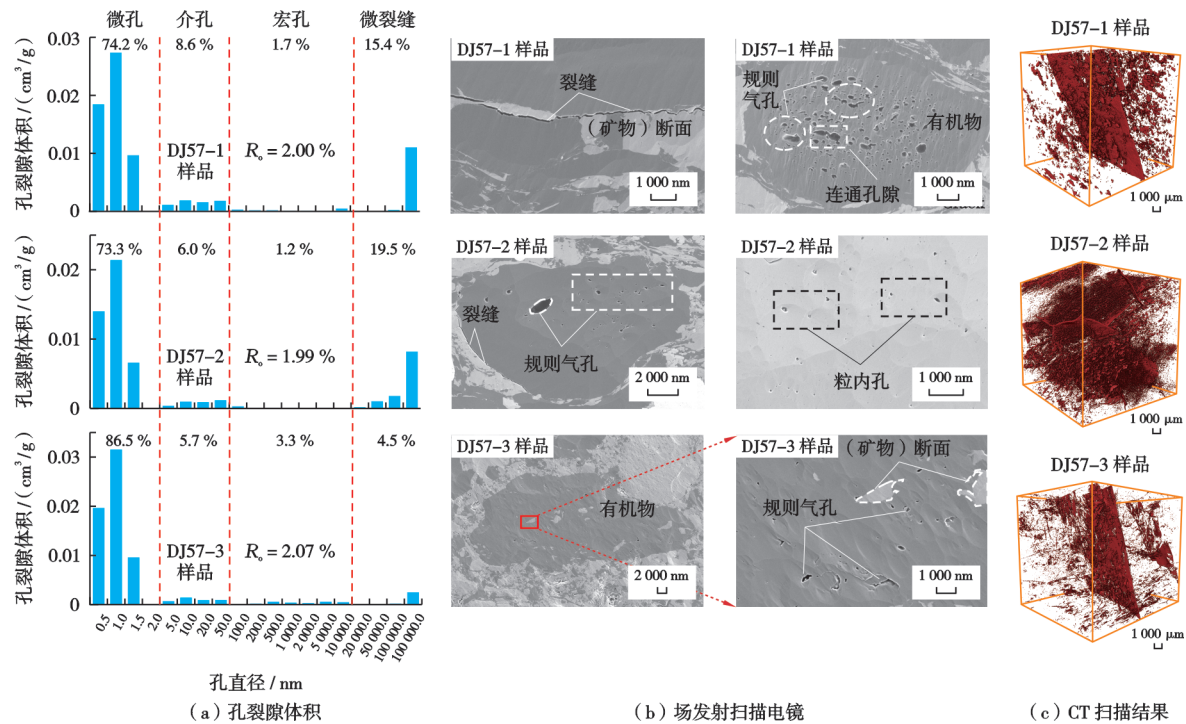 微孔 介孔 宏孔 微裂缝
74.2 % 8.6 % 1.7 % 15.4 %
孔裂隙体积/(cm³/g)
0.03
0.02
0.01
0
DJ57-1
样品
Rₒ = 2.00 %
73.3 % 6.0 % 1.2 % 19.5 %
孔裂隙体积/(cm³/g)
0.02
0.01
0
DJ57-2
样品
Rₒ = 1.99 %
86.5 % 5.7 % 3.3 % 4.5 %
孔裂隙体积/(cm³/g)
0.03
0.02
0.01
0
DJ57-3
样品
Rₒ = 2.07 %
0.5 1.0 1.5 2.0 5.0 10.0 20.0 50.0 100.0 200.0 500.0 1 000.0 2 000.0 5 000.0 10 000.0 20 000.0 50 000.0 100 000.0
孔直径 / nm
(a) 孔裂隙体积
DJ57-1 样品
裂缝
(矿物)断面
1 000 nm
DJ57-1 样品
规则
气孔
有机物
连通孔隙
1 000 nm
DJ57-2 样品
裂缝
规则气孔
2 000 nm
DJ57-2 样品
粒内孔
1 000 nm
DJ57-3 样品
有机物
2 000 nm
DJ57-3 样品
(矿物)断面
规则气孔
1 000 nm
(b) 场发射扫描电镜
DJ57-1 样品
1 000 μm
DJ57-2 样品
1 000 μm
DJ57-3 样品
1 000 μm
(c) CT 扫描结果